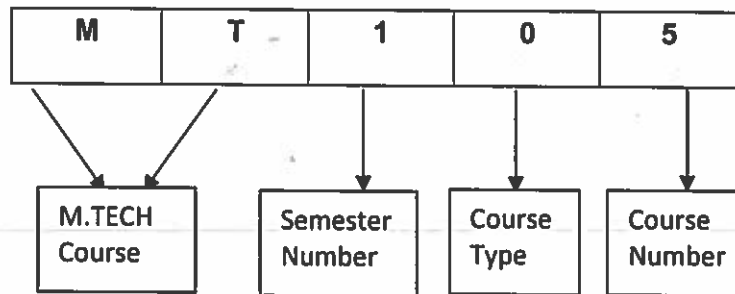 M T 1 0 5
M.TECH Course
Semester Number
Course Type
Course Number